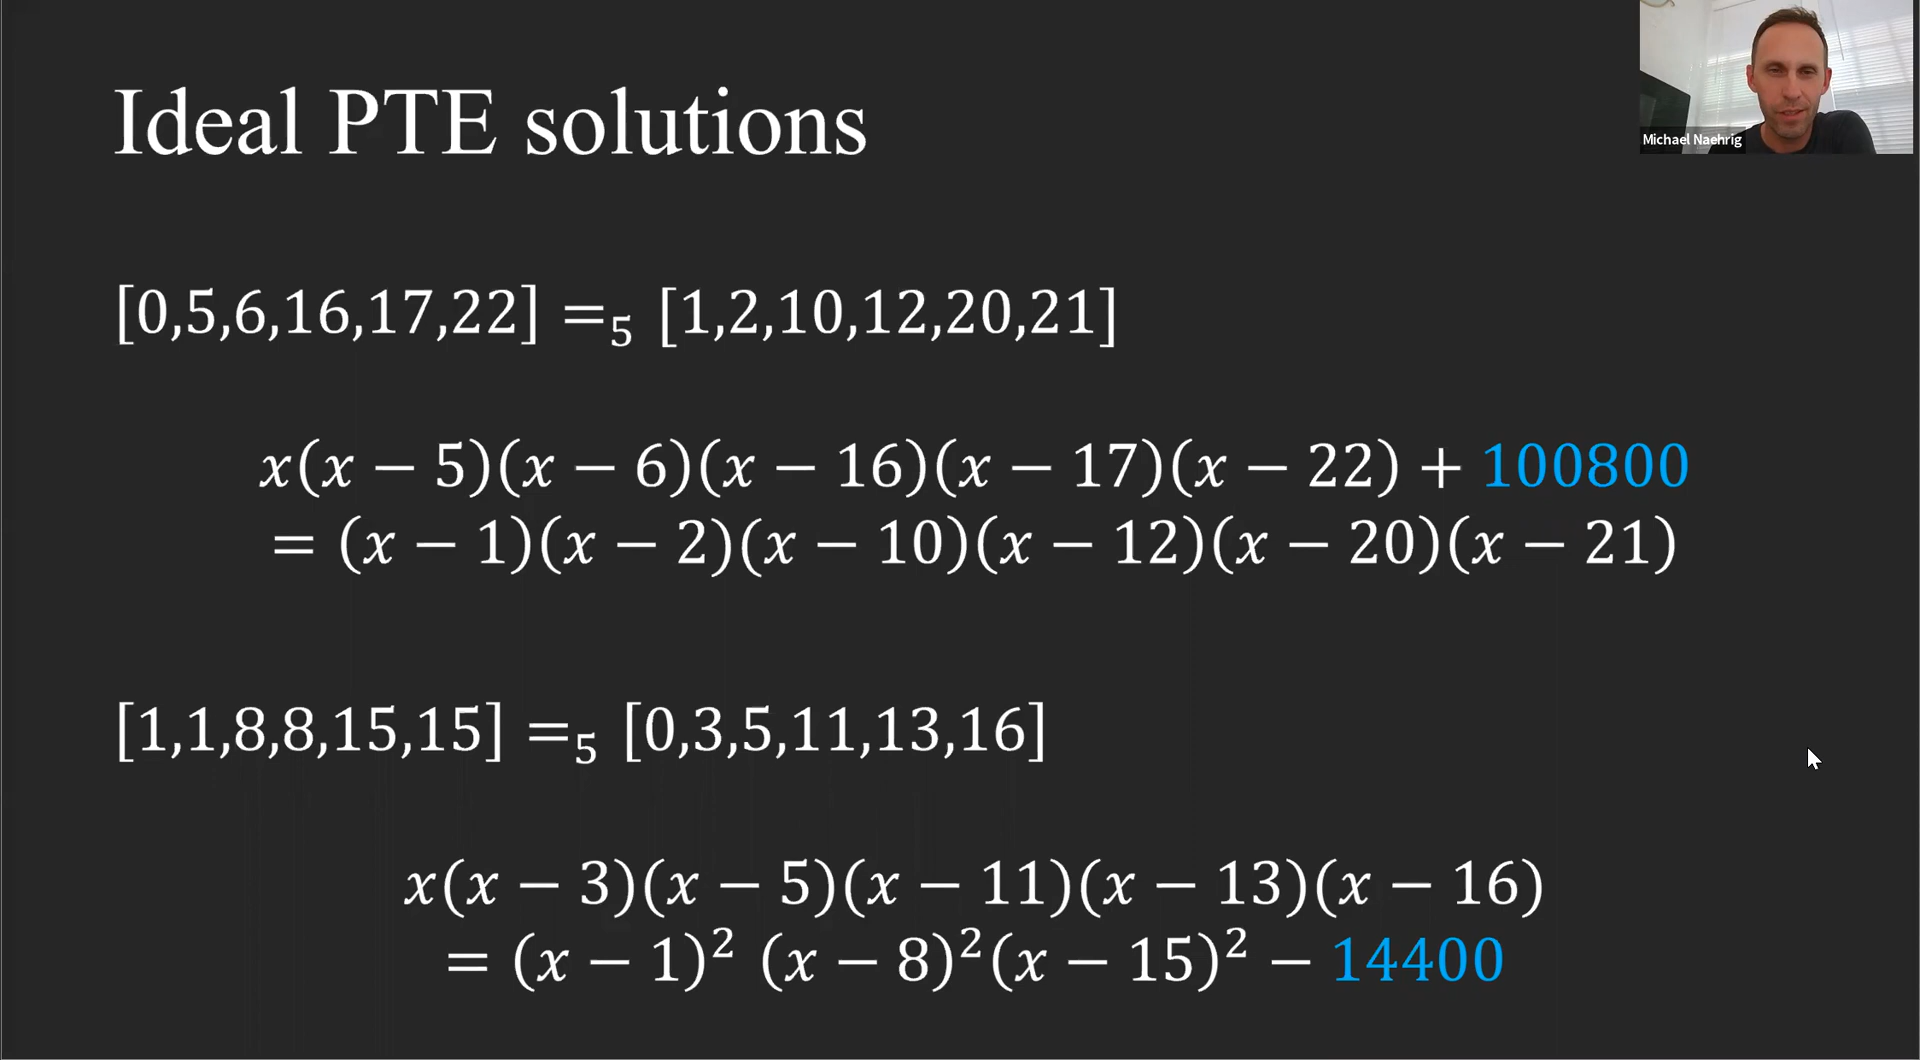 Ideal PTE solutions
Michael Naehrig
[0,5,6,16,17,22] =₅ [1,2,10,12,20,21]
𝑥(𝑥 − 5)(𝑥 − 6)(𝑥 − 16)(𝑥 − 17)(𝑥 − 22) + 100800
= (𝑥 − 1)(𝑥 − 2)(𝑥 − 10)(𝑥 − 12)(𝑥 − 20)(𝑥 − 21)
[1,1,8,8,15,15] =₅ [0,3,5,11,13,16]
𝑥(𝑥 − 3)(𝑥 − 5)(𝑥 − 11)(𝑥 − 13)(𝑥 − 16)
= (𝑥 − 1)² (𝑥 − 8)²(𝑥 − 15)² − 14400